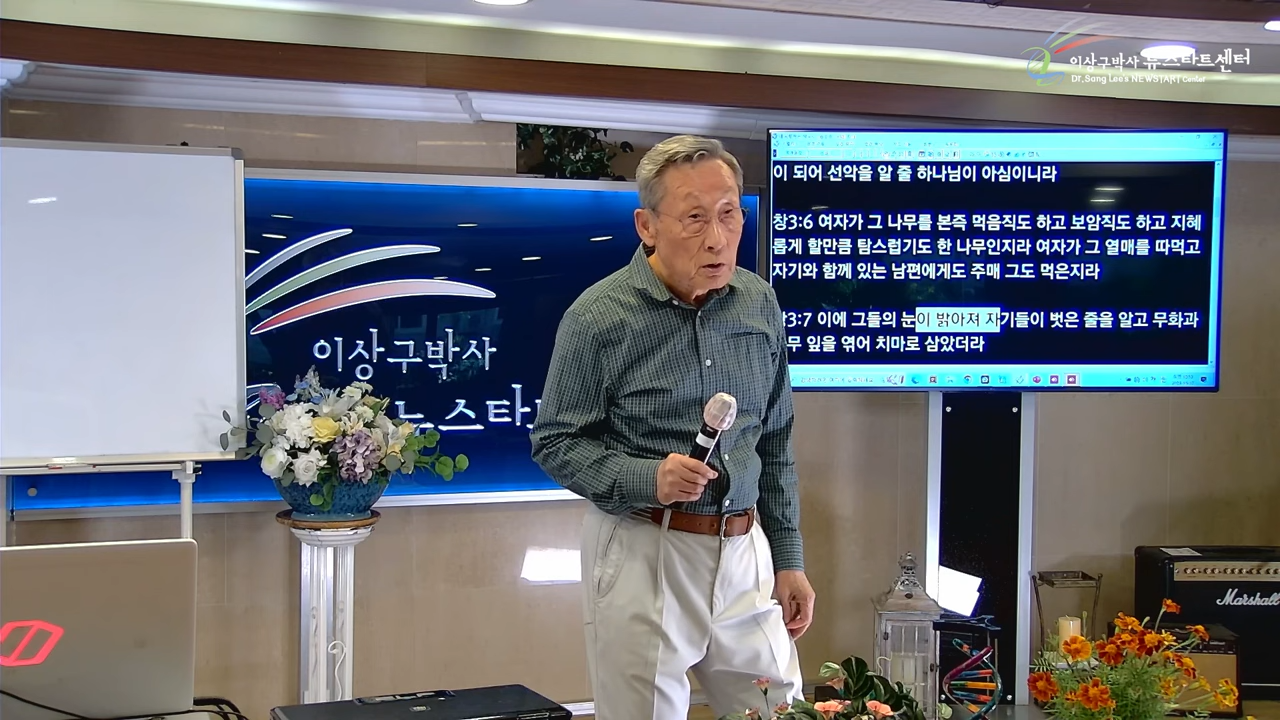 이상구박사 뉴스타트센터
Dr. Sang Lee's NEWSTART Center
이 되어 선악을 알 줄 하나님이 아심이니라
창3:6 여자가 그 나무를 본즉 먹음직도 하고 보암직도 하고 지혜
롭게 할만큼 탐스럽기도 한 나무인지라 여자가 그 열매를 따먹고
자기와 함께 있는 남편에게도 주매 그도 먹은지라
3:7 이에 그들의 눈이 밝아져 자기들이 벗은 줄을 알고 무화과
무 잎을 엮어 치마로 삼았더라
이상구박사
뉴스타
Marshall